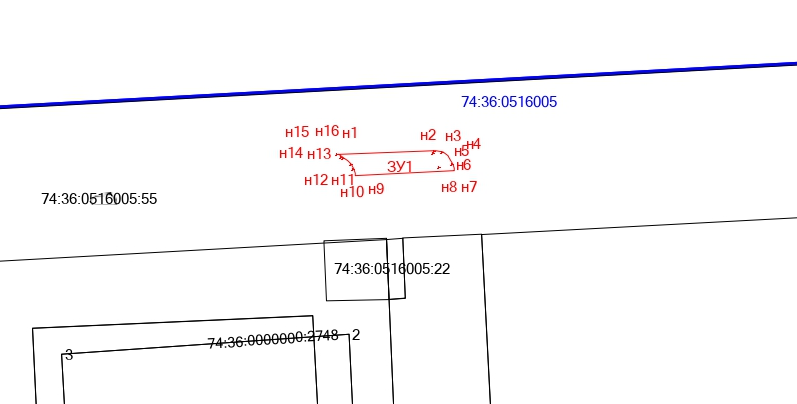 74:36:0516005
н15 н16 н1 н2 н3 н4
н14 н13 н5
ЗУ1 н6
н12 н11 н8 н7
н10 н9
74:36:0516005:55
74:36:0516005:22
74:36:0000000:2748 2
3